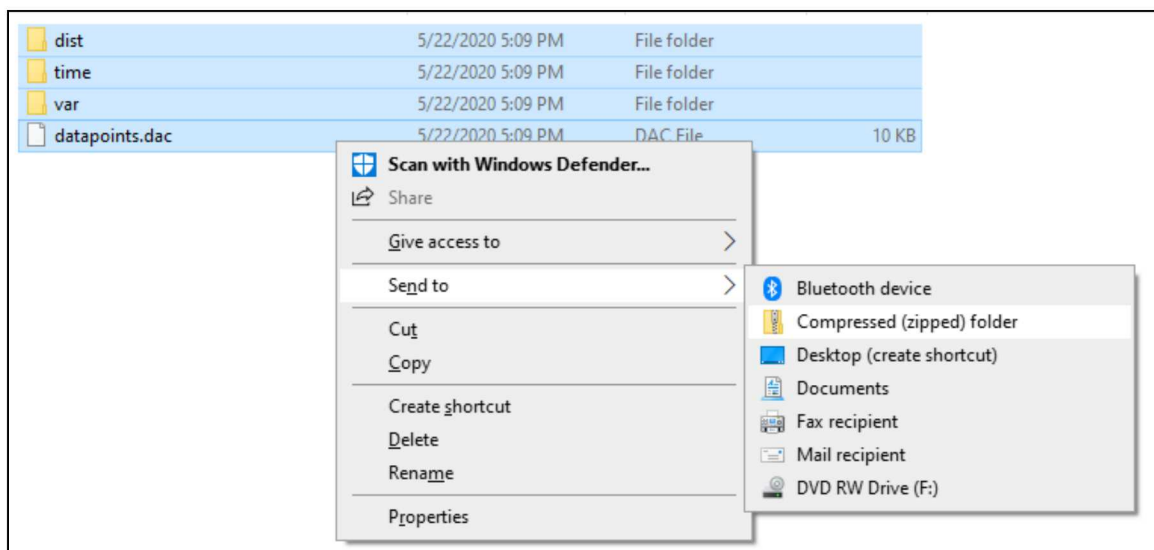 dist 5/22/2020 5:09 PM File folder
time 5/22/2020 5:09 PM File folder
var 5/22/2020 5:09 PM File folder
datapoints.dac 5/22/2020 5:09 PM DAC File 10 KB
Scan with Windows Defender...
Share
Give access to
Send to
Cut
Copy
Create shortcut
Delete
Rename
Properties
Bluetooth device
Compressed (zipped) folder
Desktop (create shortcut)
Documents
Fax recipient
Mail recipient
DVD RW Drive (F:)